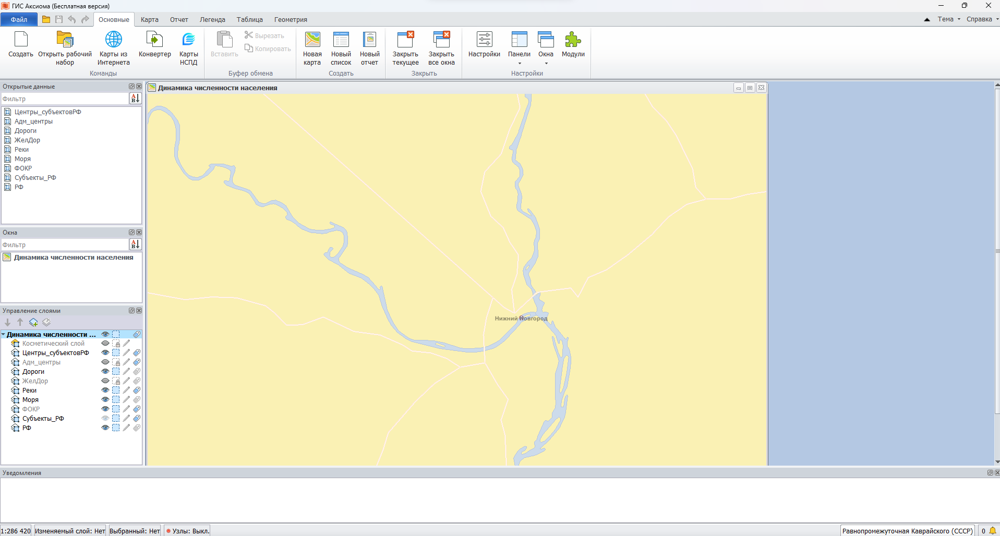 ГИС Аксиома (Бесплатная версия)
Файл
Основные
Карта
Отчет
Легенда
Таблица
Геометрия
Тема
Справка
Создать
Открыть рабочий набор
Карты из Интернета
Конвертер
Карты НСПД
Команды
Вставить
Вырезать
Копировать
Буфер обмена
Новая карта
Новый список
Новый отчет
Создать
Закрыть текущее
Закрыть все окна
Закрыть
Настройки
Панели
Окна
Модули
Настройки
Открытые данные
Фильтр
Центры_субъектовРФ
Адм_центры
Дороги
ЖелДор
Реки
Моря
ФОКР
Субъекты_РФ
РФ
Окна
Фильтр
Динамика численности населения
Управление слоями
Динамика численности ...
Косметический слой
Центры_субъектовРФ
Адм_центры
Дороги
ЖелДор
Реки
Моря
ФОКР
Субъекты_РФ
РФ
Динамика численности населения
Нижний Новгород
Уведомления
1:286 420
Изменяемый слой: Нет
Выбранный: Нет
Узлы: Выкл.
Равнопромежуточная Каврайского (СССР)
0